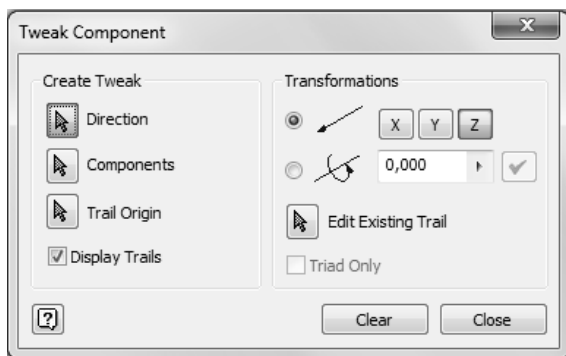 Tweak Component
Create Tweak
Direction
Components
Trail Origin
Display Trails
Transformations
X Y Z
0,000
Edit Existing Trail
Triad Only
?
Clear
Close